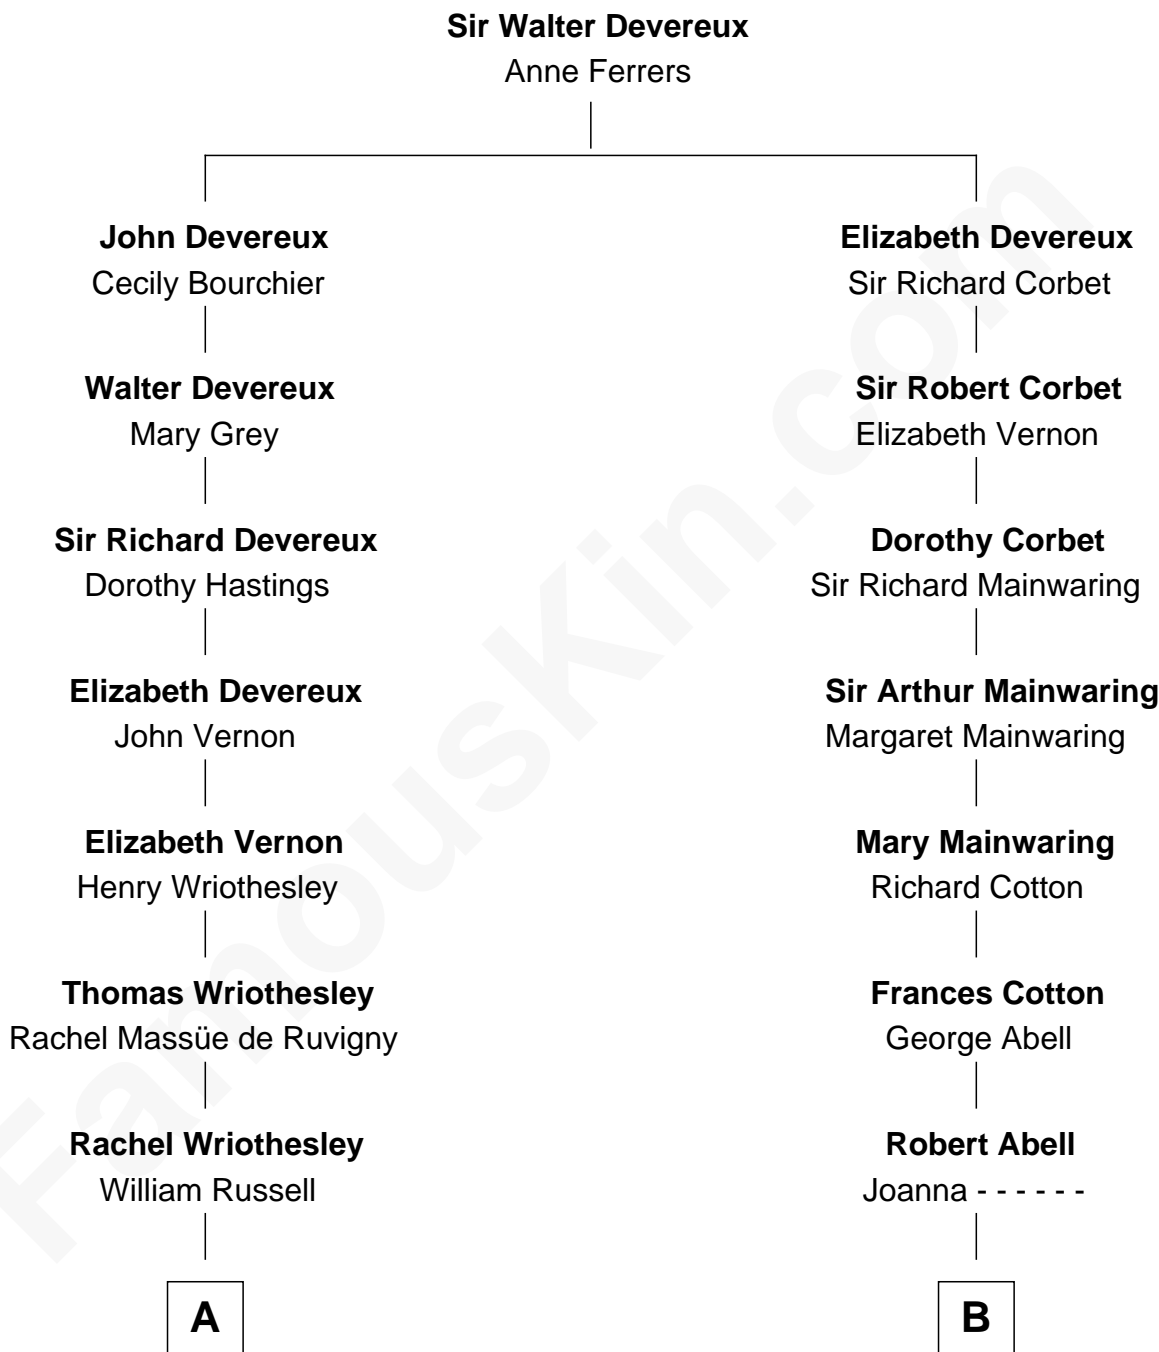 Sir Walter Devereux
Anne Ferrers
John Devereux
Cecily Bourchier
Elizabeth Devereux
Sir Richard Corbet
Walter Devereux
Mary Grey
Sir Robert Corbet
Elizabeth Vernon
Sir Richard Devereux
Dorothy Hastings
Dorothy Corbet
Sir Richard Mainwaring
Elizabeth Devereux
John Vernon
Sir Arthur Mainwaring
Margaret Mainwaring
Elizabeth Vernon
Henry Wriothesley
Mary Mainwaring
Richard Cotton
Thomas Wriothesley
Rachel Massüe de Ruvigny
Frances Cotton
George Abell
Rachel Wriothesley
William Russell
Robert Abell
Joanna - - - - - -
A
B
FamousKin.com